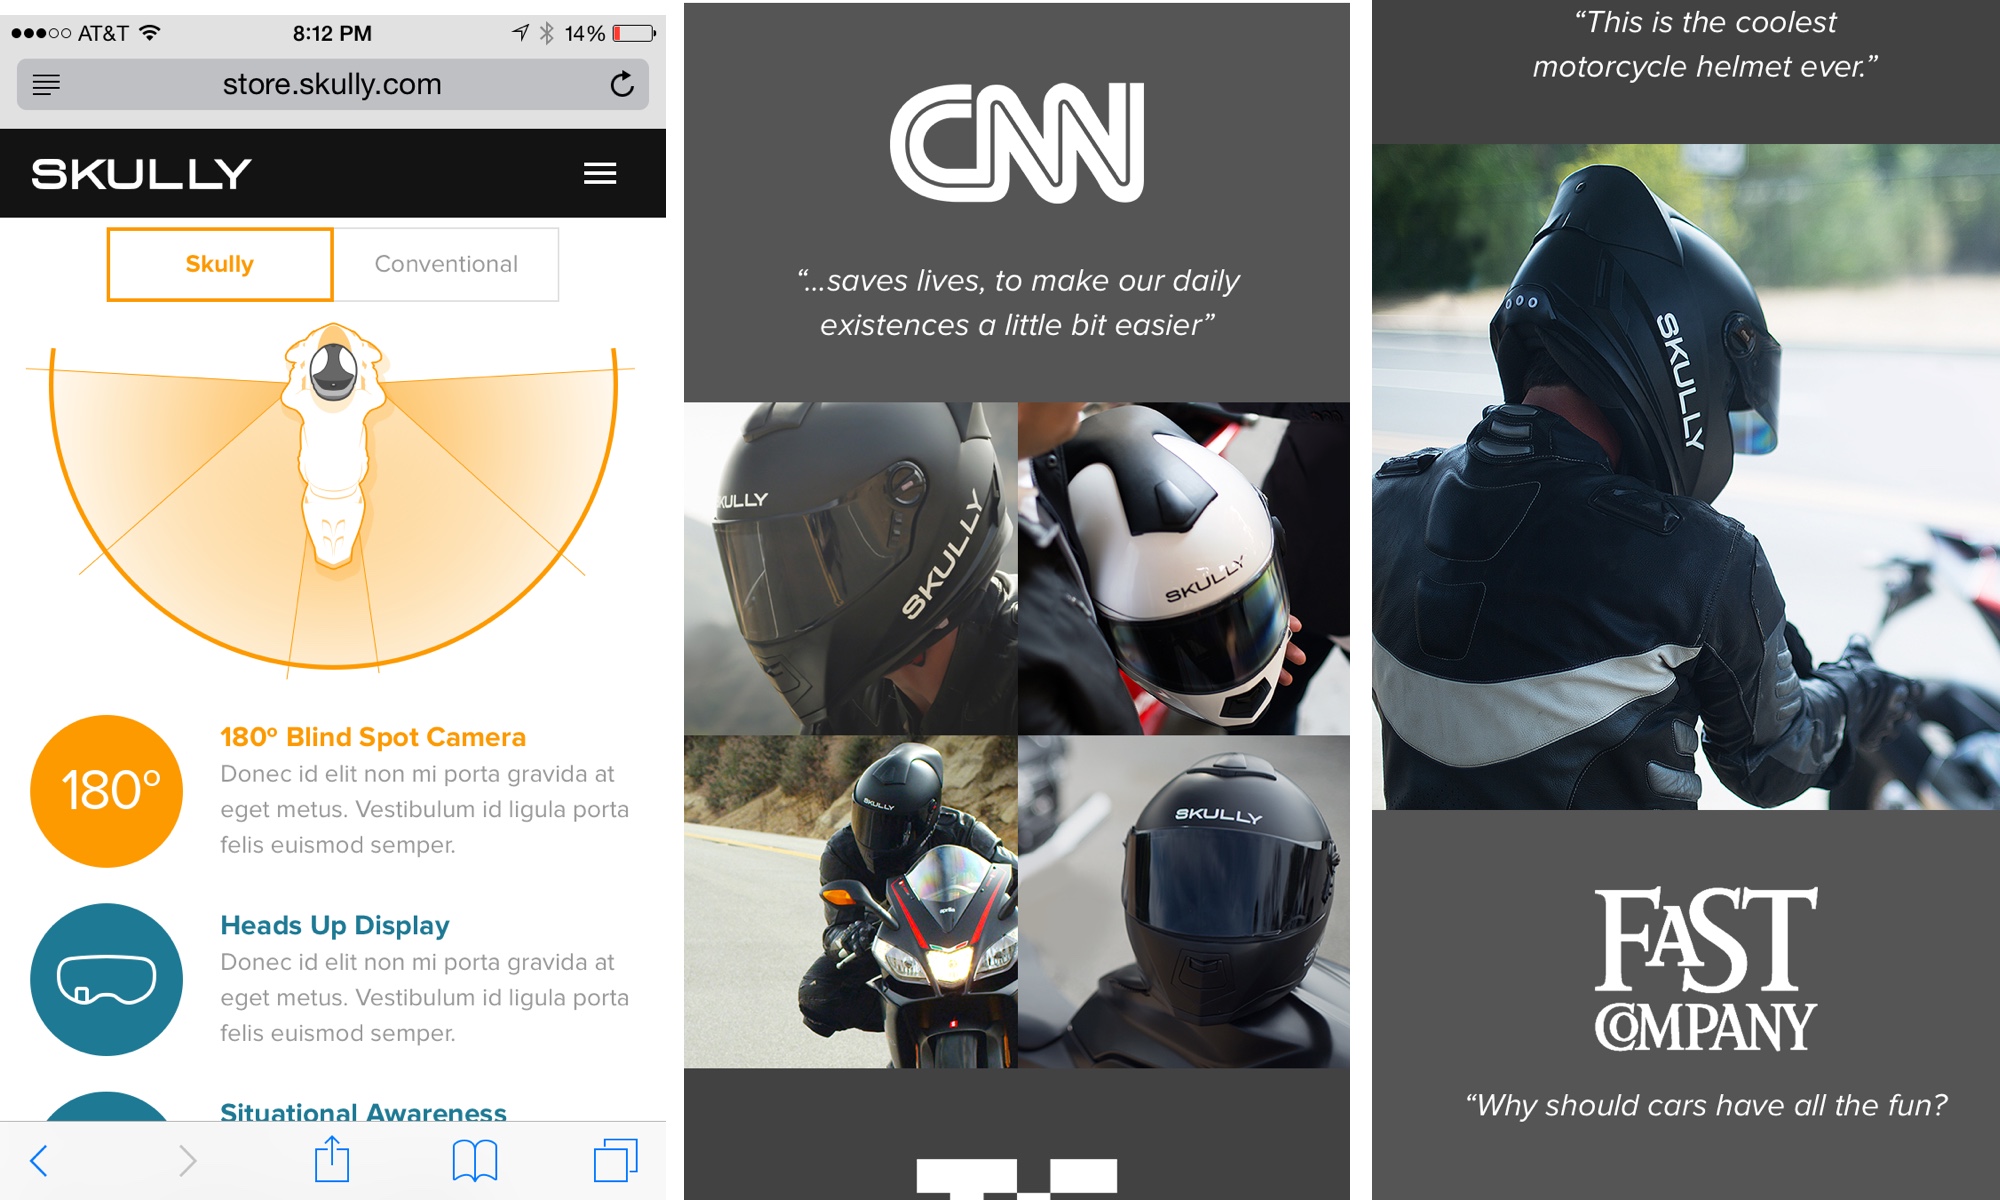 AT&T
8:12 PM
14%
store.skully.com
SKULLY
Skully
Conventional
180º
180º Blind Spot Camera
Donec id elit non mi porta gravida at
eget metus. Vestibulum id ligula porta
felis euismod semper.
Heads Up Display
Donec id elit non mi porta gravida at
eget metus. Vestibulum id ligula porta
felis euismod semper.
Situational Awareness
CNN
“...saves lives, to make our daily
existences a little bit easier”
SKULLY
SKULLY
SKULLY
SKULLY
aprilia
SKULLY
“This is the coolest
motorcycle helmet ever.”
SKULLY
FAST
COMPANY
“Why should cars have all the fun?